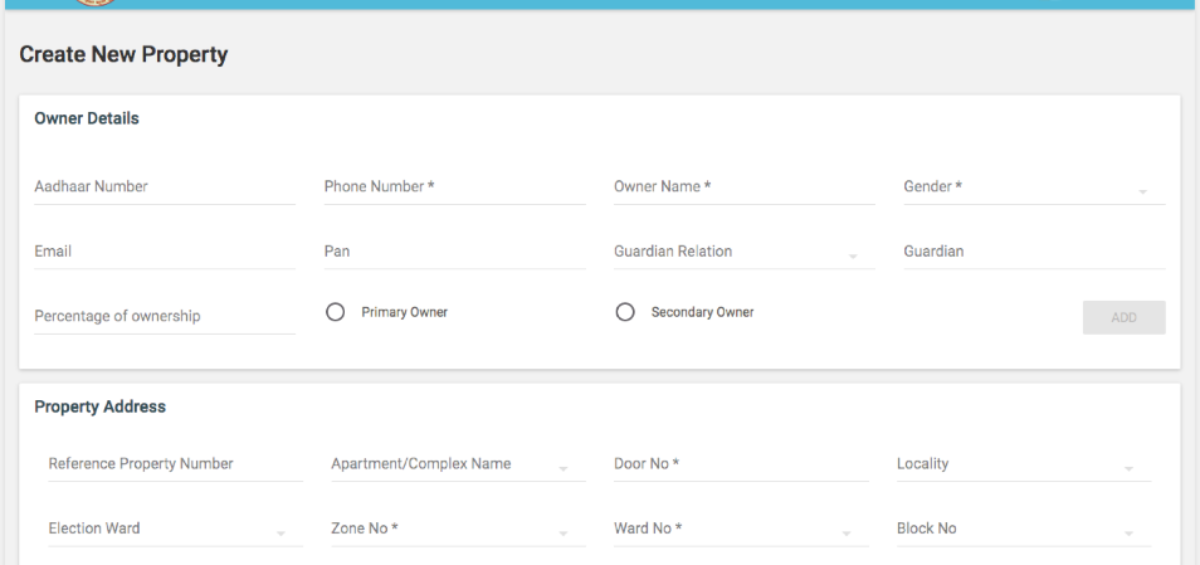 Create New Property
Owner Details
Aadhaar Number Phone Number * Owner Name * Gender *
Email Pan Guardian Relation Guardian
Percentage of ownership Primary Owner Secondary Owner ADD
Property Address
Reference Property Number Apartment/Complex Name Door No * Locality
Election Ward Zone No * Ward No * Block No